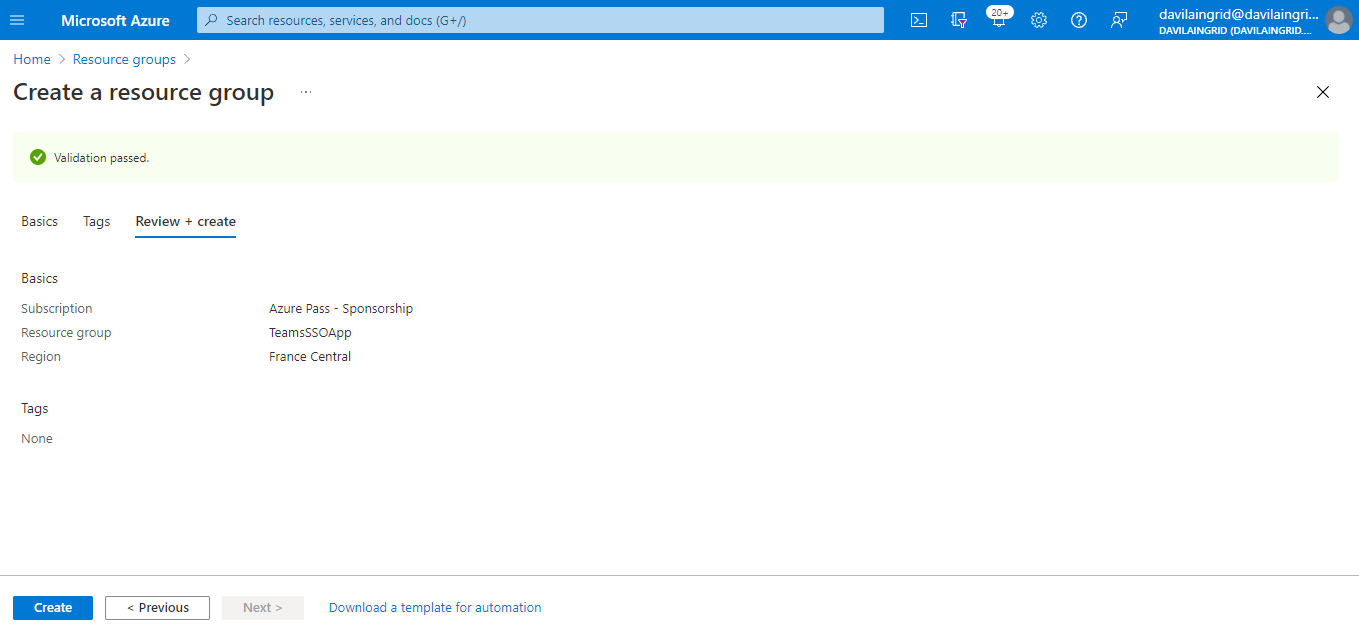 Microsoft Azure
Search resources, services, and docs (G+/)
20+
davilaingrid@davilaingri...
DAVILAINGRID (DAVILAINGRID....
Home > Resource groups >
Create a resource group ...
Validation passed.
Basics Tags Review + create
Basics
Subscription Azure Pass - Sponsorship
Resource group TeamsSSOApp
Region France Central
Tags
None
Create < Previous Next > Download a template for automation